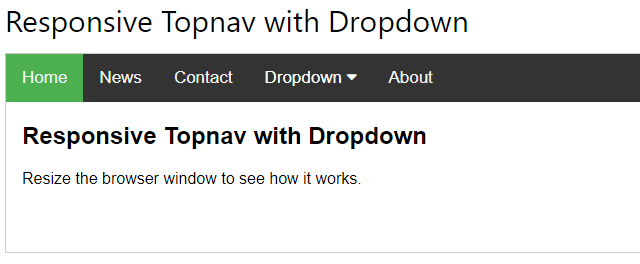 Responsive Topnav with Dropdown
Home News Contact Dropdown About
Responsive Topnav with Dropdown
Resize the browser window to see how it works.